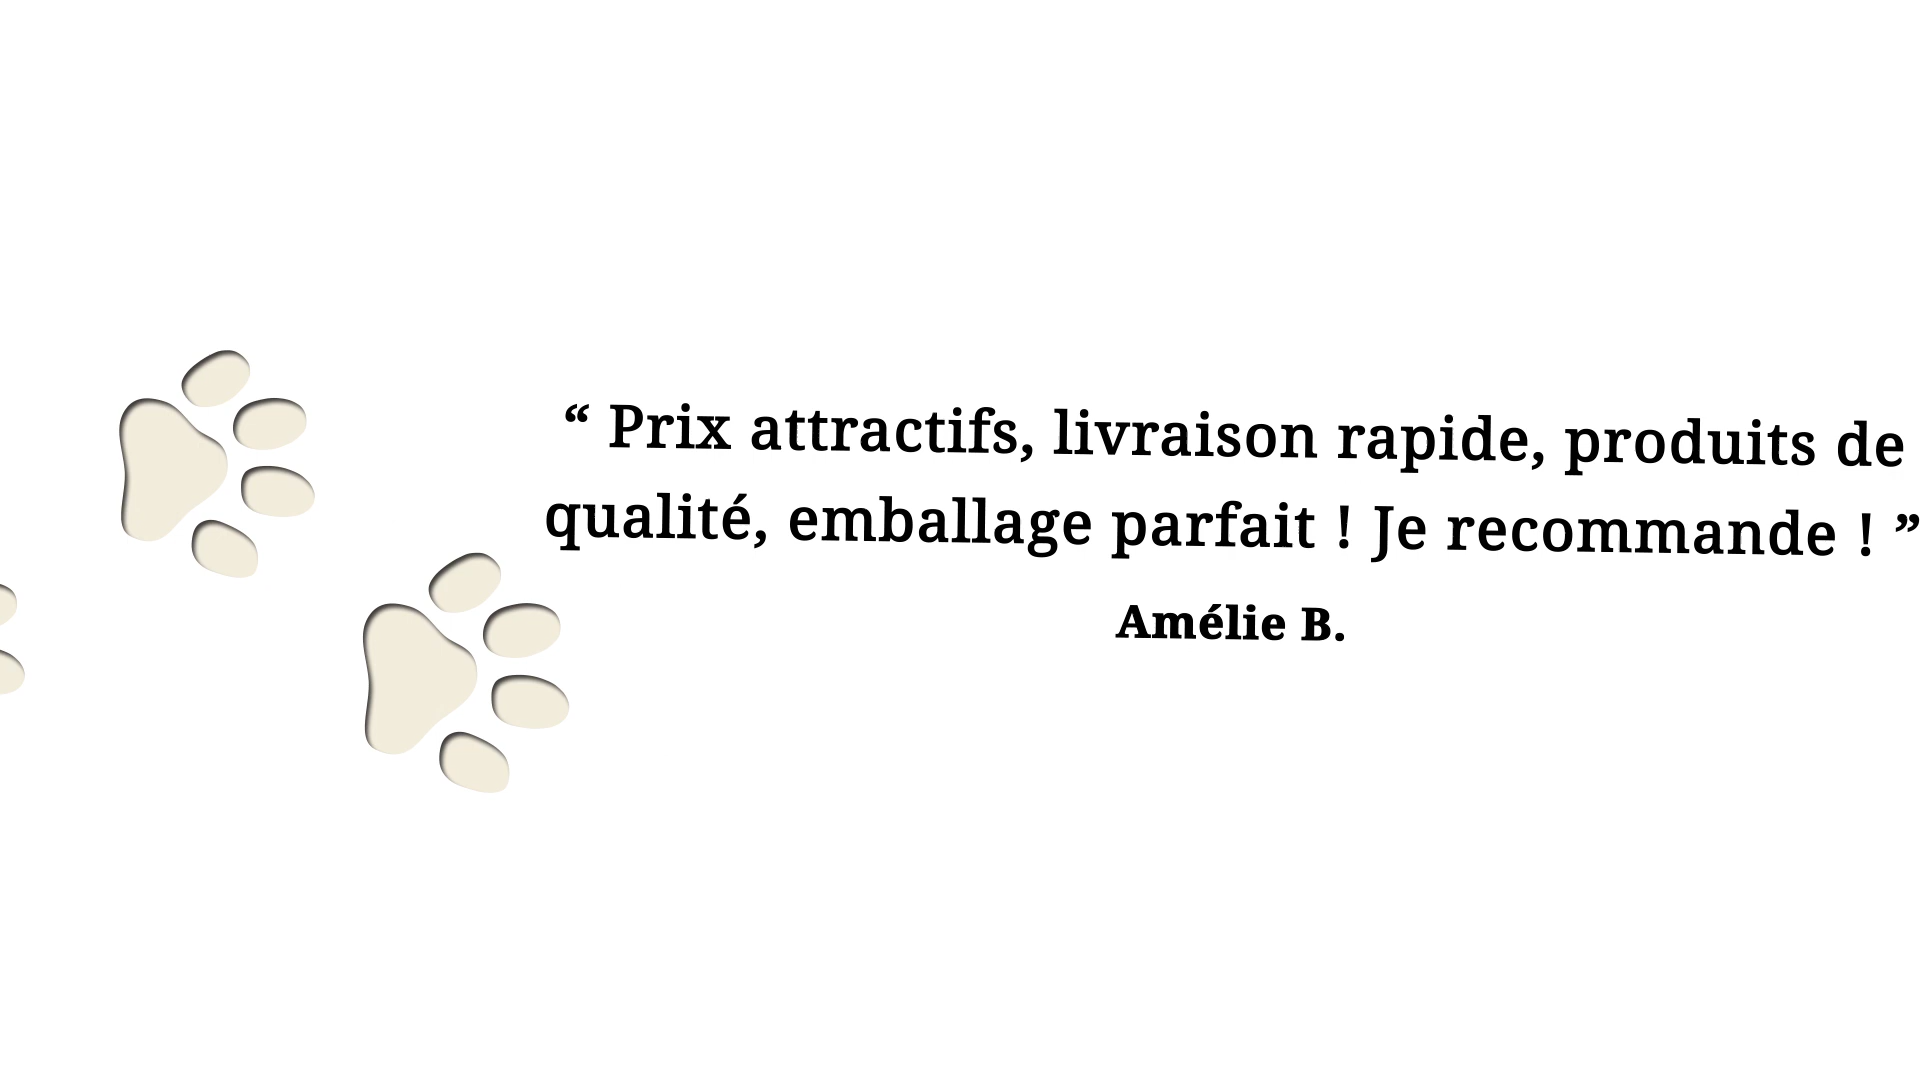 “ Prix attractifs, livraison rapide, produits de
qualité, emballage parfait ! Je recommande ! ”
Amélie B.